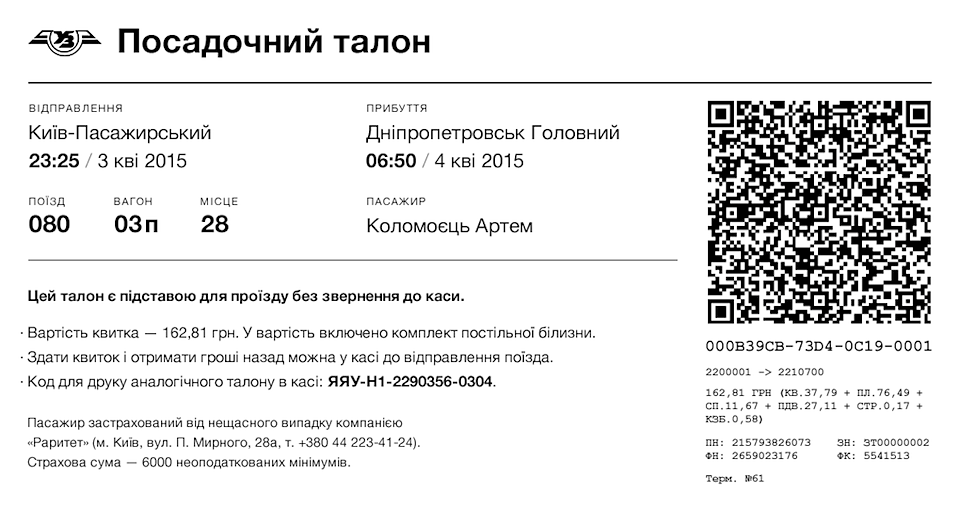 Посадочний талон
ВІДПРАВЛЕННЯ
Київ-Пасажирський
23:25 / 3 кві 2015
ПРИБУТТЯ
Дніпропетровськ Головний
06:50 / 4 кві 2015
ПОЇЗД ВАГОН МІСЦЕ
080 03п 28
ПАСАЖИР
Коломоєць Артем
Цей талон є підставою для проїзду без звернення до каси.
· Вартість квитка — 162,81 грн. У вартість включено комплект постільної білизни.
· Здати квиток і отримати гроші назад можна у касі до відправлення поїзда.
· Код для друку аналогічного талону в касі: ЯЯУ-Н1-2290356-0304.
Пасажир застрахований від нещасного випадку компанією
«Раритет» (м. Київ, вул. П. Мирного, 28а, т. +380 44 223-41-24).
Страхова сума — 6000 неоподаткованих мінімумів.
000B39CB-73D4-0C19-0001
2200001 -> 2210700
162,81 ГРН (КВ.37,79 + ПЛ.76,49 +
СП.11,67 + ПДВ.27,11 + СТР.0,17 +
КЗБ.0,58)
ПН: 215793826073 ЗН: ЗТ00000002
ФН: 2659023176 ФК: 5541513
Терм. №61